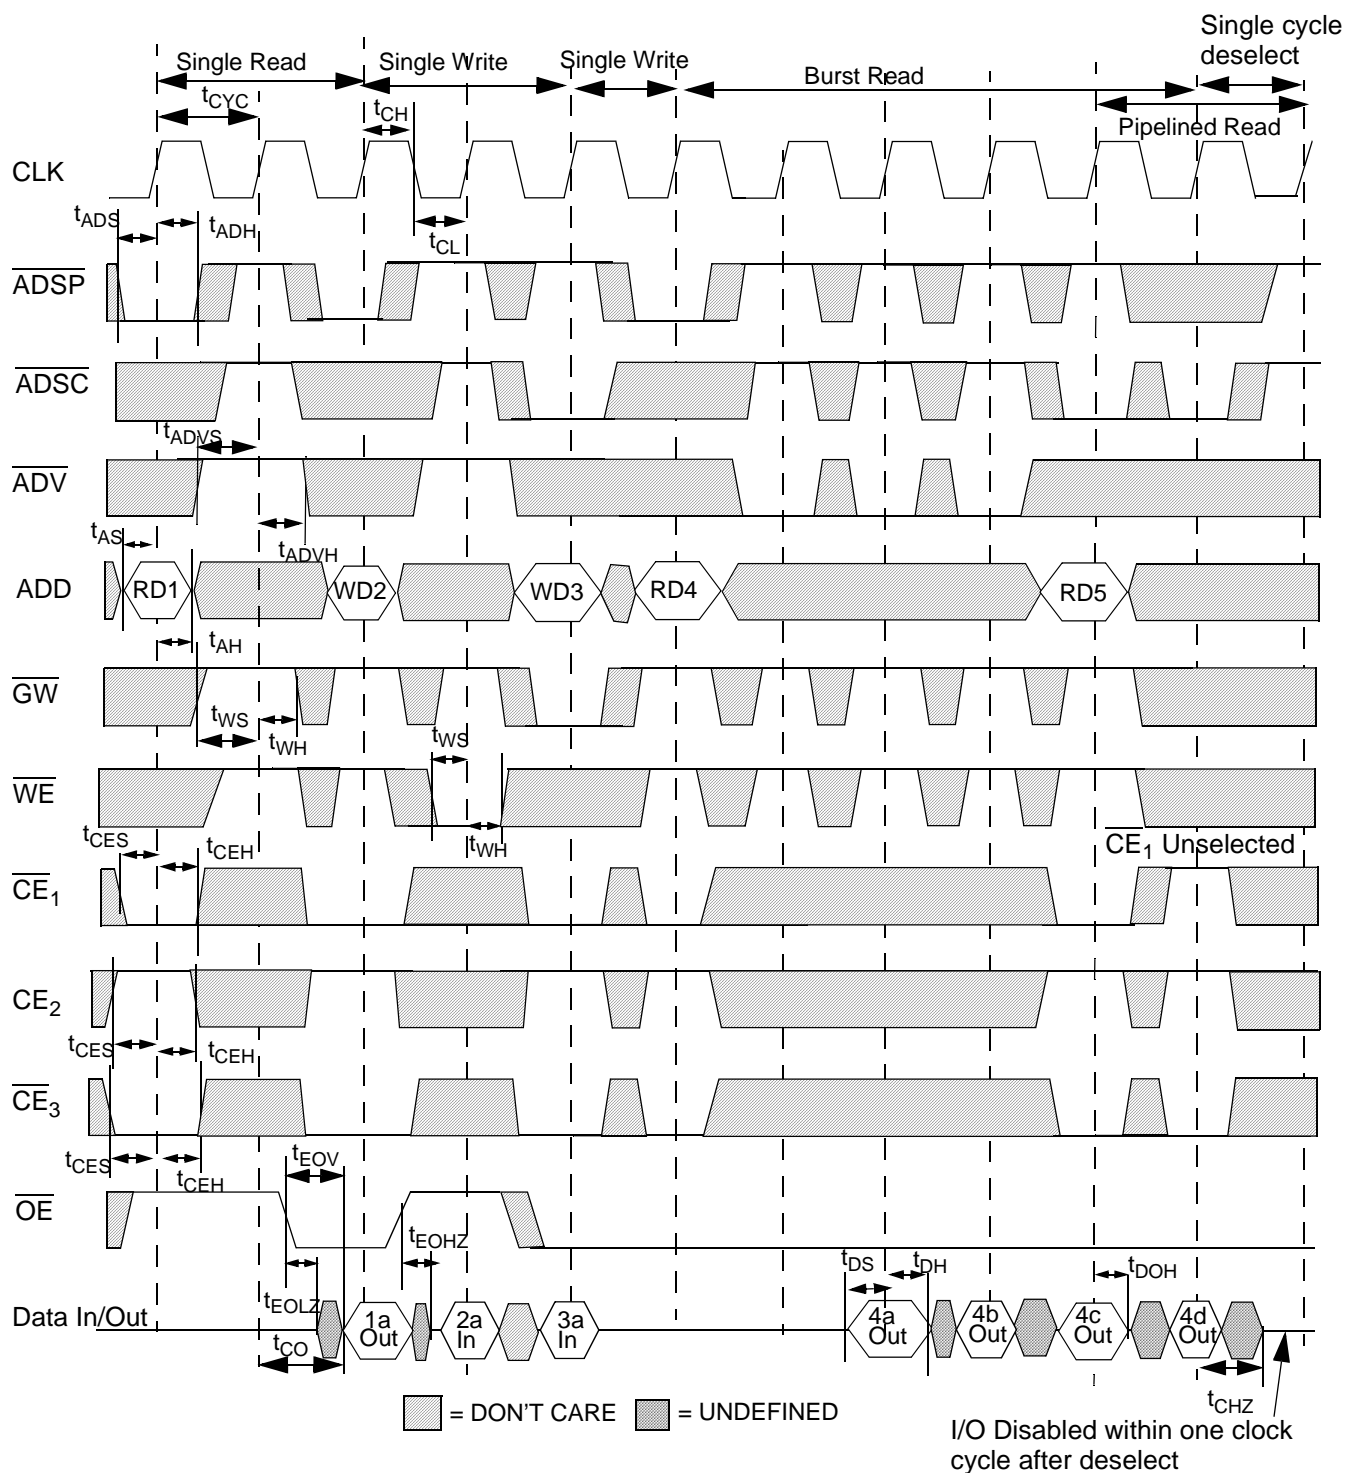 Single cycle
deselect
Single Read
Single Write
Single Write
Burst Read
tCYC
tCH
Pipelined Read
CLK
tADS
tADH
tCL
ADSP
ADSC
tADVS
ADV
tAS
tADVH
ADD
RD1
WD2
WD3
RD4
RD5
tAH
GW
tWS
tWH
tWS
WE
tCES
tCEH
tWH
CE1 Unselected
CE1
CE2
tCES
tCEH
CE3
tCES
tCEH
tEOV
OE
tEOHZ
tDS
tDH
tDOH
tEOLZ
Data In/Out
1a
Out
2a
In
3a
In
4a
Out
4b
Out
4c
Out
4d
Out
tCO
tCHZ
= DON'T CARE
= UNDEFINED
I/O Disabled within one clock
cycle after deselect